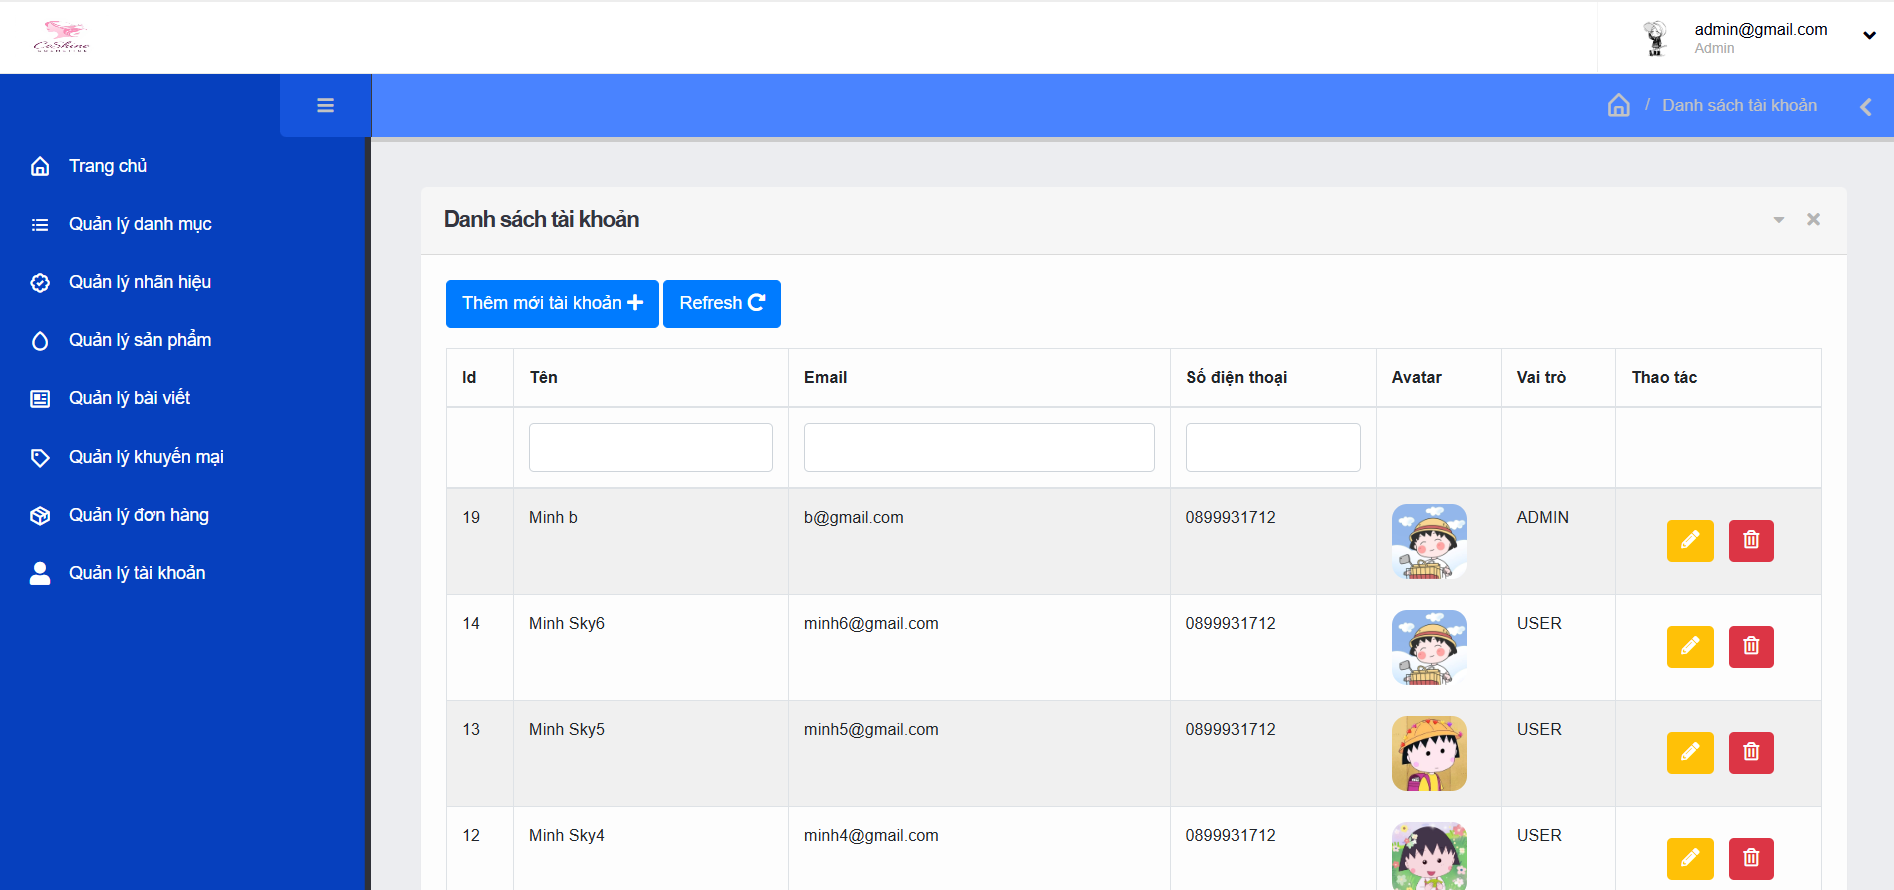 CoShine
admin@gmail.com
Admin
/ Danh sách tài khoản
Trang chủ
Quản lý danh mục
Quản lý nhãn hiệu
Quản lý sản phẩm
Quản lý bài viết
Quản lý khuyến mại
Quản lý đơn hàng
Quản lý tài khoản
Danh sách tài khoản
Thêm mới tài khoản Refresh
Id Tên Email Số điện thoại Avatar Vai trò Thao tác
19 Minh b b@gmail.com 0899931712 ADMIN
14 Minh Sky6 minh6@gmail.com 0899931712 USER
13 Minh Sky5 minh5@gmail.com 0899931712 USER
12 Minh Sky4 minh4@gmail.com 0899931712 USER